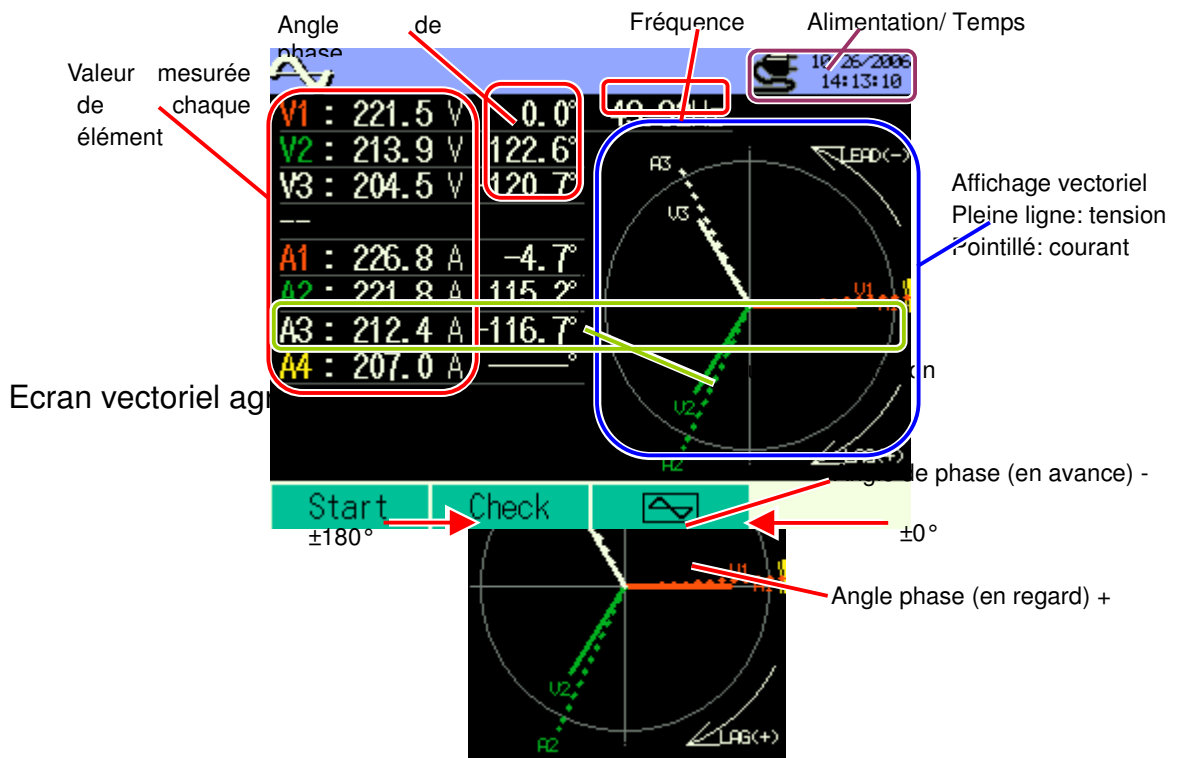 Angle de
phase
Fréquence
Alimentation/ Temps
Valeur mesurée
de chaque
élément
10/26/2006
14:13:10
V1 : 221.5 V 0.0°
V2 : 213.9 V 122.6°
V3 : 204.5 V -120.7°
--
A1 : 226.8 A -4.7°
A2 : 221.8 A 115.2°
A3 : 212.4 A -116.7°
A4 : 207.0 A ——°
A3
V3
LEAD(-)
V1
V2
A2
LAG(+)
Affichage vectoriel
Pleine ligne: tension
Pointillé: courant
Ecran vectoriel
de phase (en avance) -
Start Check
±180°
±0°
V1
Angle phase (en regard) +
V2
A2
LAG(+)